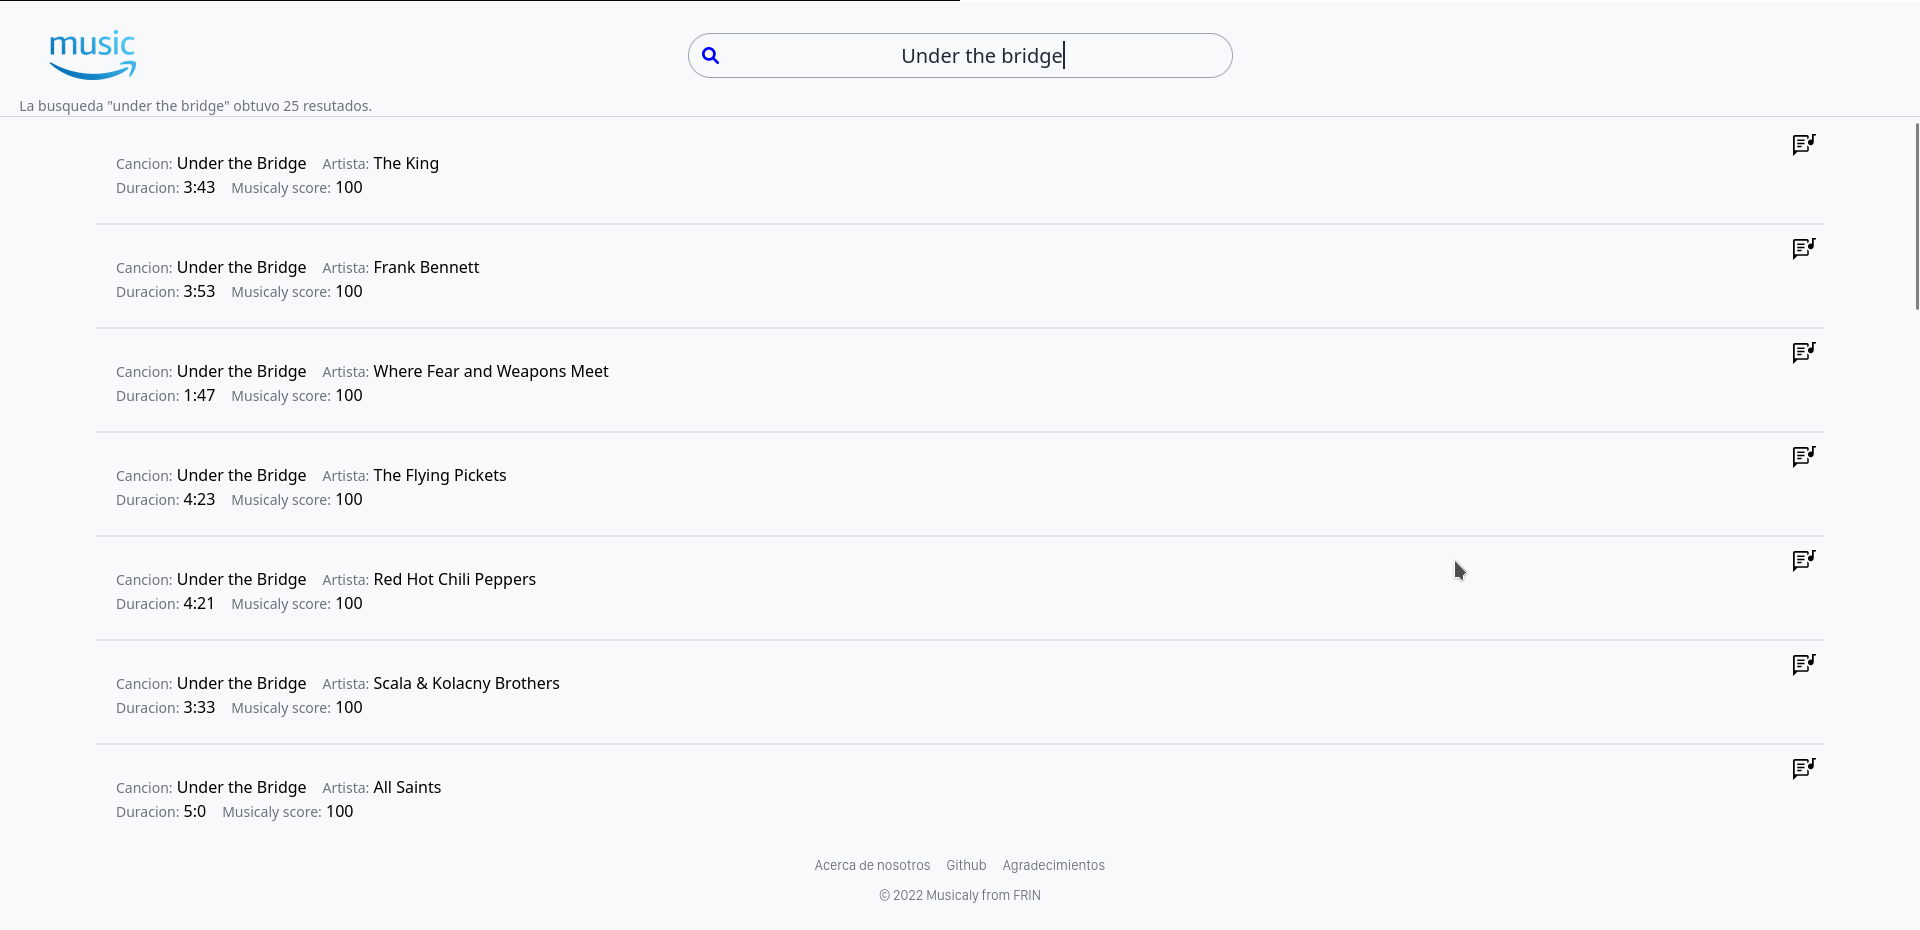 music
Under the bridge
La busqueda "under the bridge" obtuvo 25 resutados.
Cancion: Under the Bridge Artista: The King
Duracion: 3:43 Musicaly score: 100
Cancion: Under the Bridge Artista: Frank Bennett
Duracion: 3:53 Musicaly score: 100
Cancion: Under the Bridge Artista: Where Fear and Weapons Meet
Duracion: 1:47 Musicaly score: 100
Cancion: Under the Bridge Artista: The Flying Pickets
Duracion: 4:23 Musicaly score: 100
Cancion: Under the Bridge Artista: Red Hot Chili Peppers
Duracion: 4:21 Musicaly score: 100
Cancion: Under the Bridge Artista: Scala & Kolacny Brothers
Duracion: 3:33 Musicaly score: 100
Cancion: Under the Bridge Artista: All Saints
Duracion: 5:0 Musicaly score: 100
Acerca de nosotros Github Agradecimientos
© 2022 Musicaly from FRIN